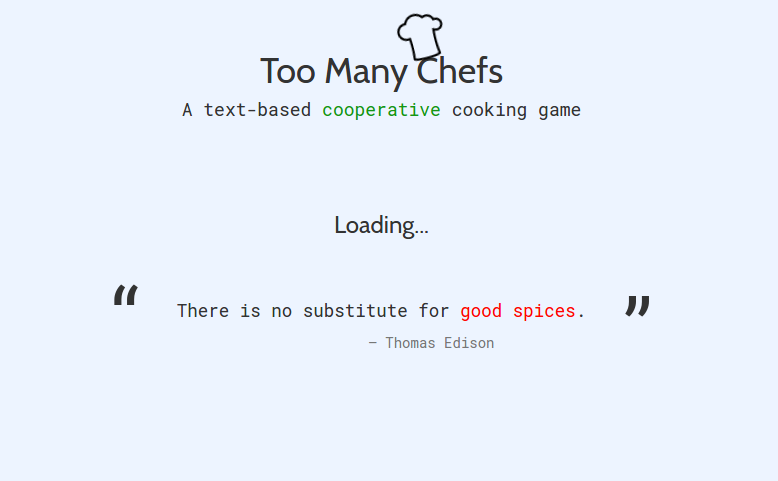 Too Many Chefs
A text-based cooperative cooking game
Loading...
“ There is no substitute for good spices. ”
– Thomas Edison